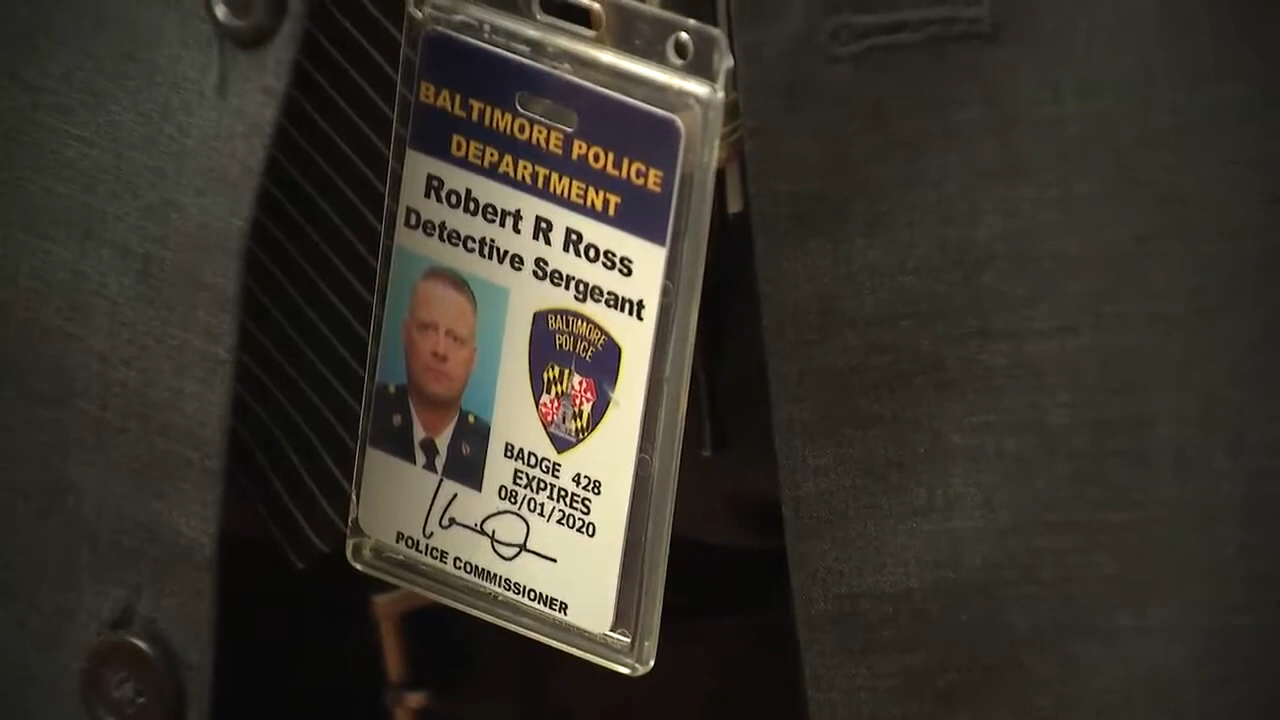 BALTIMORE POLICE
DEPARTMENT
Robert R Ross
Detective Sergeant
BALTIMORE
POLICE
BADGE 428
EXPIRES
08/01/2020
POLICE COMMISSIONER